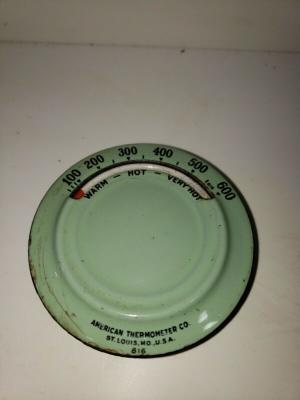 100 200 300 400 500 600
WARM — HOT — VERY HOT
AMERICAN THERMOMETER CO.
ST. LOUIS, MO., U.S.A.
616